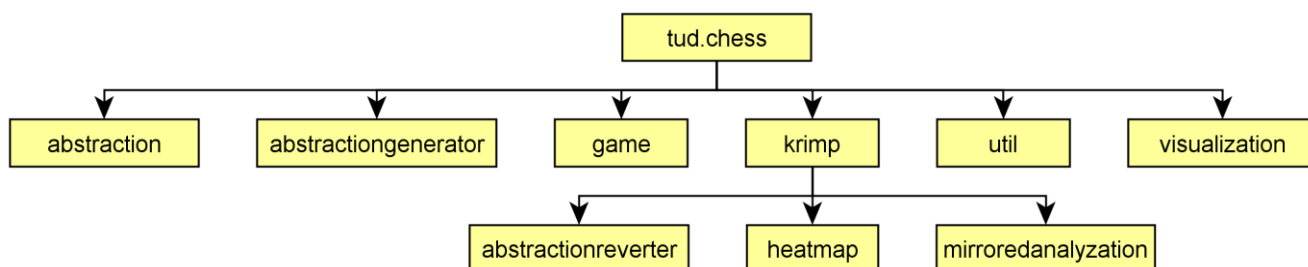 tud.chess
abstraction
abstractiongenerator
game
krimp
util
visualization
abstractionreverter
heatmap
mirroredanalyzation